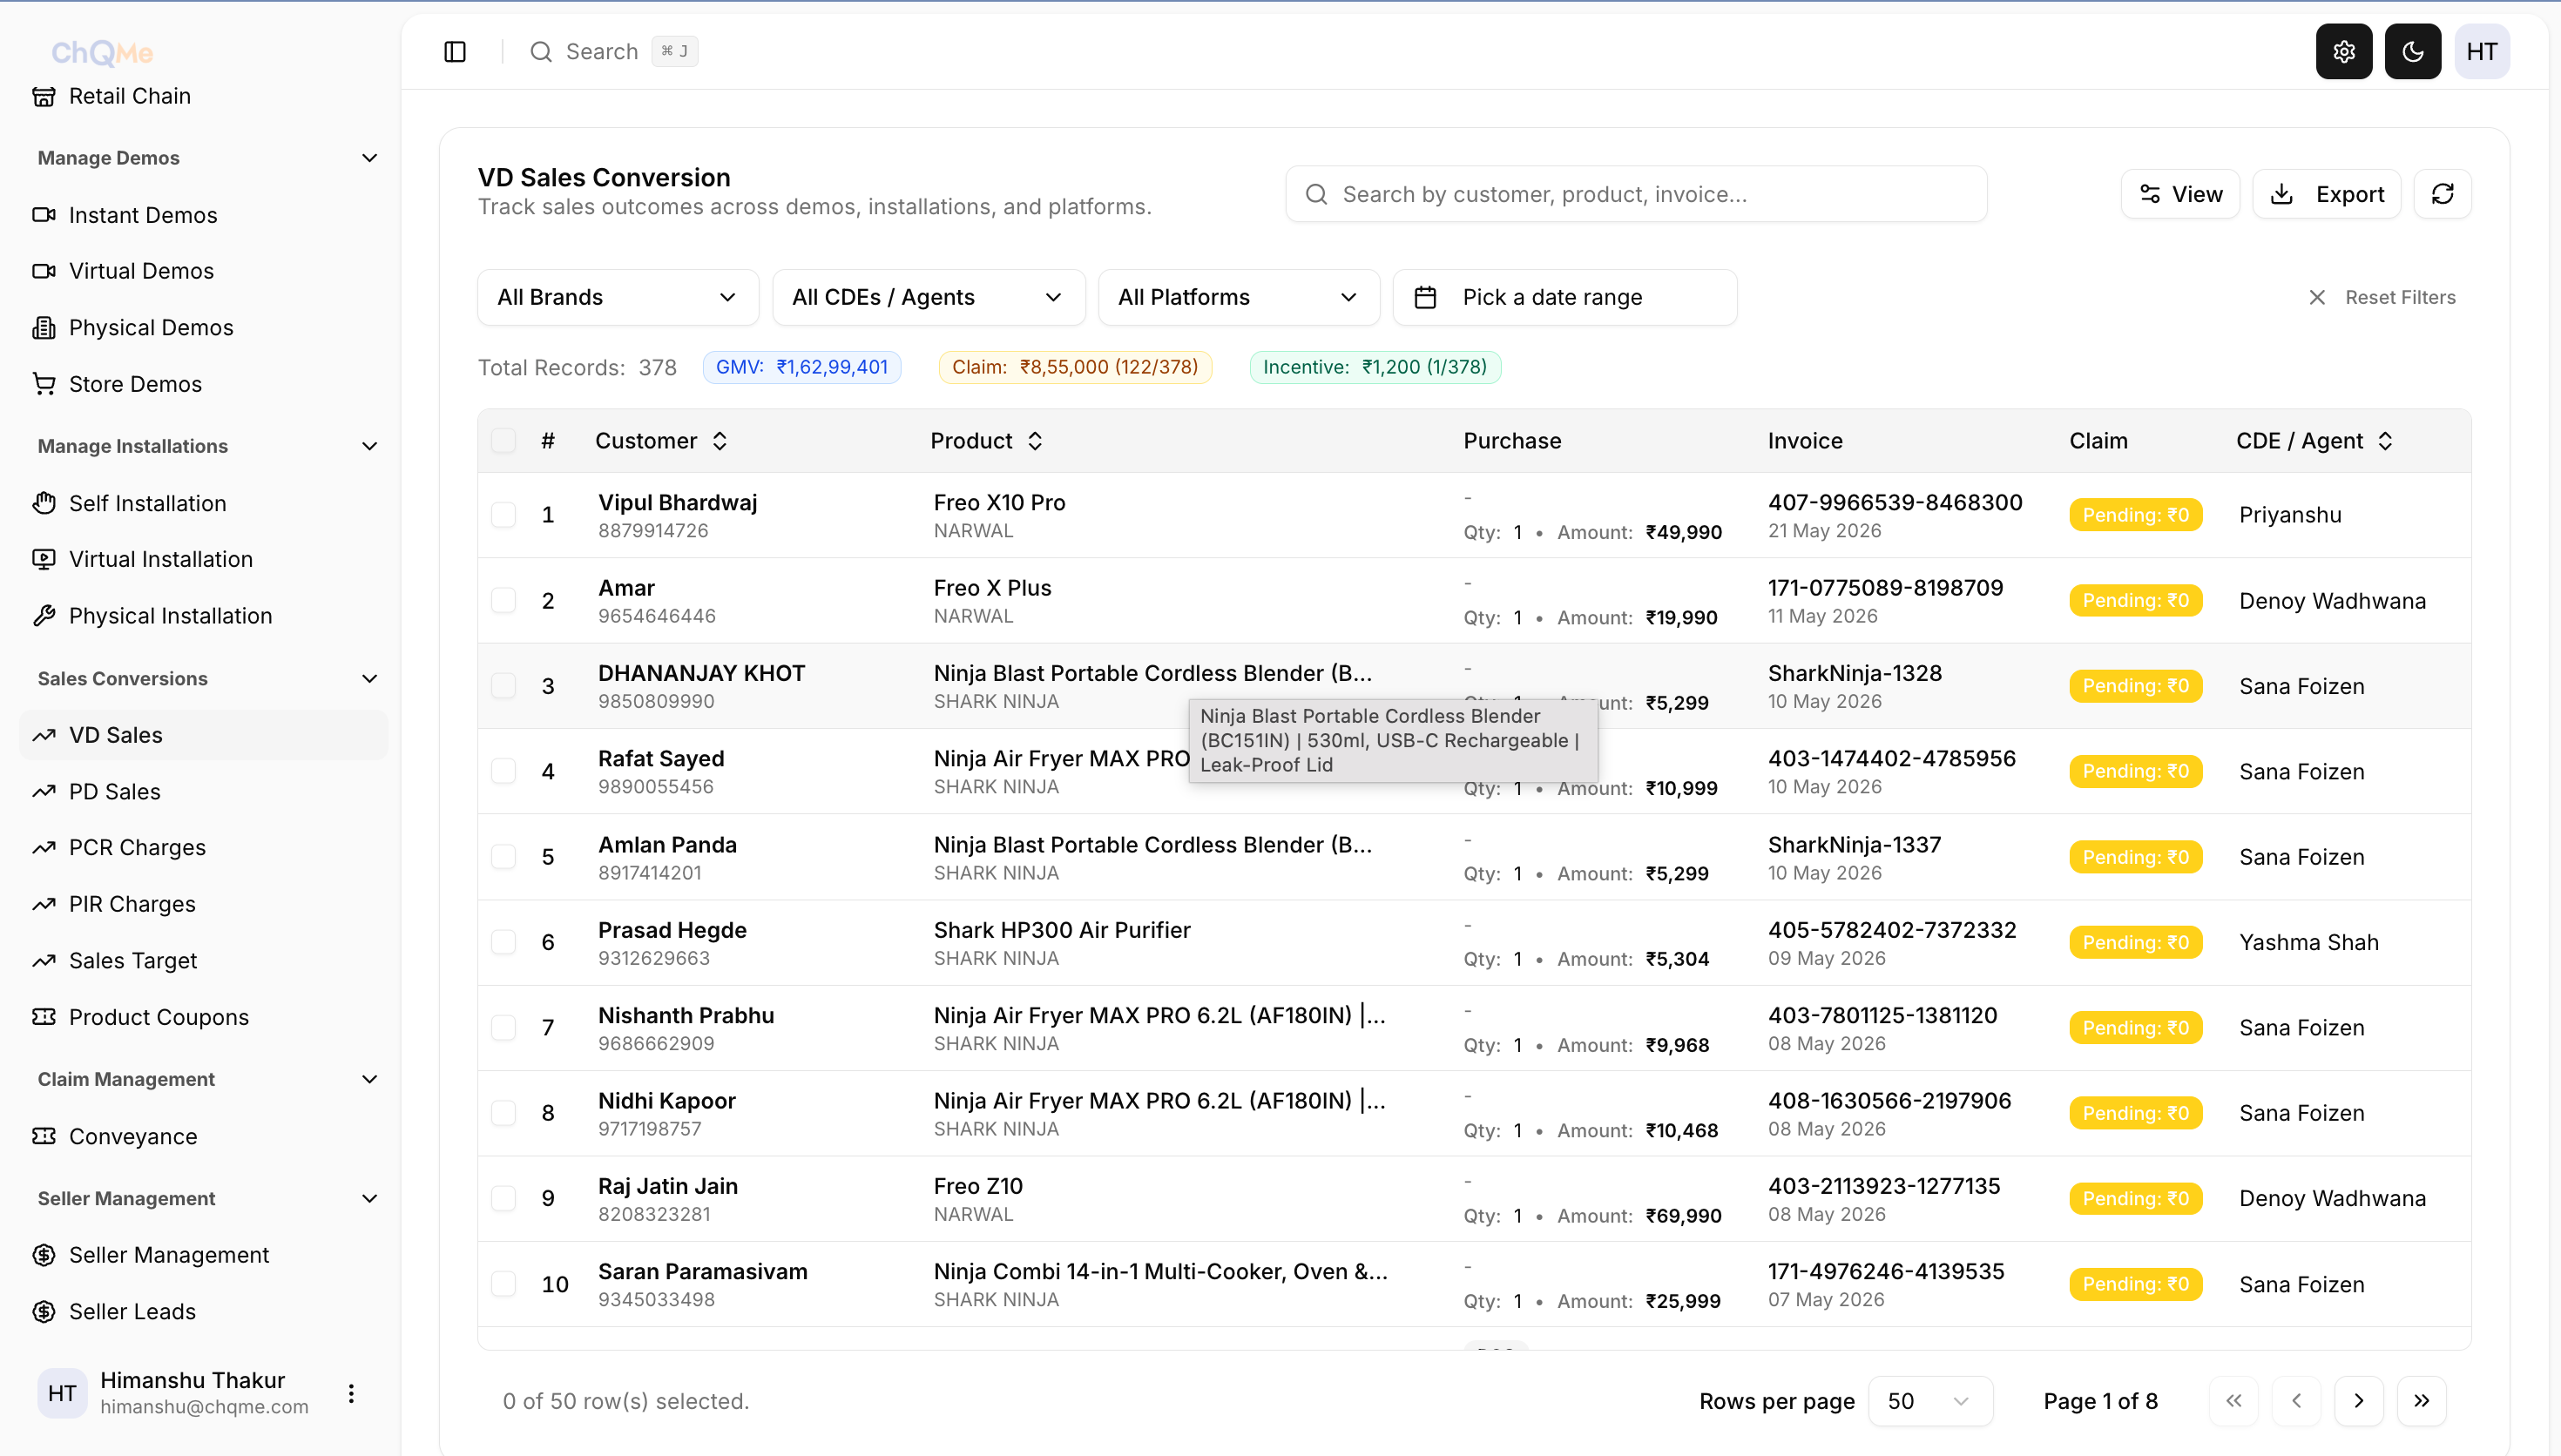 ChQMe
Retail Chain
Manage Demos
Instant Demos
Virtual Demos
Physical Demos
Store Demos
Manage Installations
Self Installation
Virtual Installation
Physical Installation
Sales Conversions
VD Sales
PD Sales
PCR Charges
PIR Charges
Sales Target
Product Coupons
Claim Management
Conveyance
Seller Management
Seller Management
Seller Leads
HT
Himanshu Thakur
himanshu@chqme.com
Search ⌘ J
HT
VD Sales Conversion
Track sales outcomes across demos, installations, and platforms.
Search by customer, product, invoice...
View
Export
All Brands
All CDEs / Agents
All Platforms
Pick a date range
Reset Filters
Total Records: 378
GMV: ₹1,62,99,401
Claim: ₹8,55,000 (122/378)
Incentive: ₹1,200 (1/378)
# Customer Product Purchase Invoice Claim CDE / Agent
1 Vipul Bhardwaj Freo X10 Pro - 407-9966539-8468300 Pending: ₹0 Priyanshu
8879914726 NARWAL Qty: 1 • Amount: ₹49,990 21 May 2026
2 Amar Freo X Plus - 171-0775089-8198709 Pending: ₹0 Denoy Wadhwana
9654646446 NARWAL Qty: 1 • Amount: ₹19,990 11 May 2026
3 DHANANJAY KHOT Ninja Blast Portable Cordless Blender (B... - SharkNinja-1328 Pending: ₹0 Sana Foizen
9850809990 SHARK NINJA ₹5,299 10 May 2026
Ninja Blast Portable Cordless Blender
(BC151IN) | 530ml, USB-C Rechargeable |
Leak-Proof Lid
4 Rafat Sayed Ninja Air Fryer MAX PRO 403-1474402-4785956 Pending: ₹0 Sana Foizen
9890055456 SHARK NINJA Qty: 1 • Amount: ₹10,999 10 May 2026
5 Amlan Panda Ninja Blast Portable Cordless Blender (B... - SharkNinja-1337 Pending: ₹0 Sana Foizen
8917414201 SHARK NINJA Qty: 1 • Amount: ₹5,299 10 May 2026
6 Prasad Hegde Shark HP300 Air Purifier - 405-5782402-7372332 Pending: ₹0 Yashma Shah
9312629663 SHARK NINJA Qty: 1 • Amount: ₹5,304 09 May 2026
7 Nishanth Prabhu Ninja Air Fryer MAX PRO 6.2L (AF180IN) |... - 403-7801125-1381120 Pending: ₹0 Sana Foizen
9686662909 SHARK NINJA Qty: 1 • Amount: ₹9,968 08 May 2026
8 Nidhi Kapoor Ninja Air Fryer MAX PRO 6.2L (AF180IN) |... - 408-1630566-2197906 Pending: ₹0 Sana Foizen
9717198757 SHARK NINJA Qty: 1 • Amount: ₹10,468 08 May 2026
9 Raj Jatin Jain Freo Z10 - 403-2113923-1277135 Pending: ₹0 Denoy Wadhwana
8208323281 NARWAL Qty: 1 • Amount: ₹69,990 08 May 2026
10 Saran Paramasivam Ninja Combi 14-in-1 Multi-Cooker, Oven &... - 171-4976246-4139535 Pending: ₹0 Sana Foizen
9345033498 SHARK NINJA Qty: 1 • Amount: ₹25,999 07 May 2026
0 of 50 row(s) selected.
Rows per page 50
Page 1 of 8